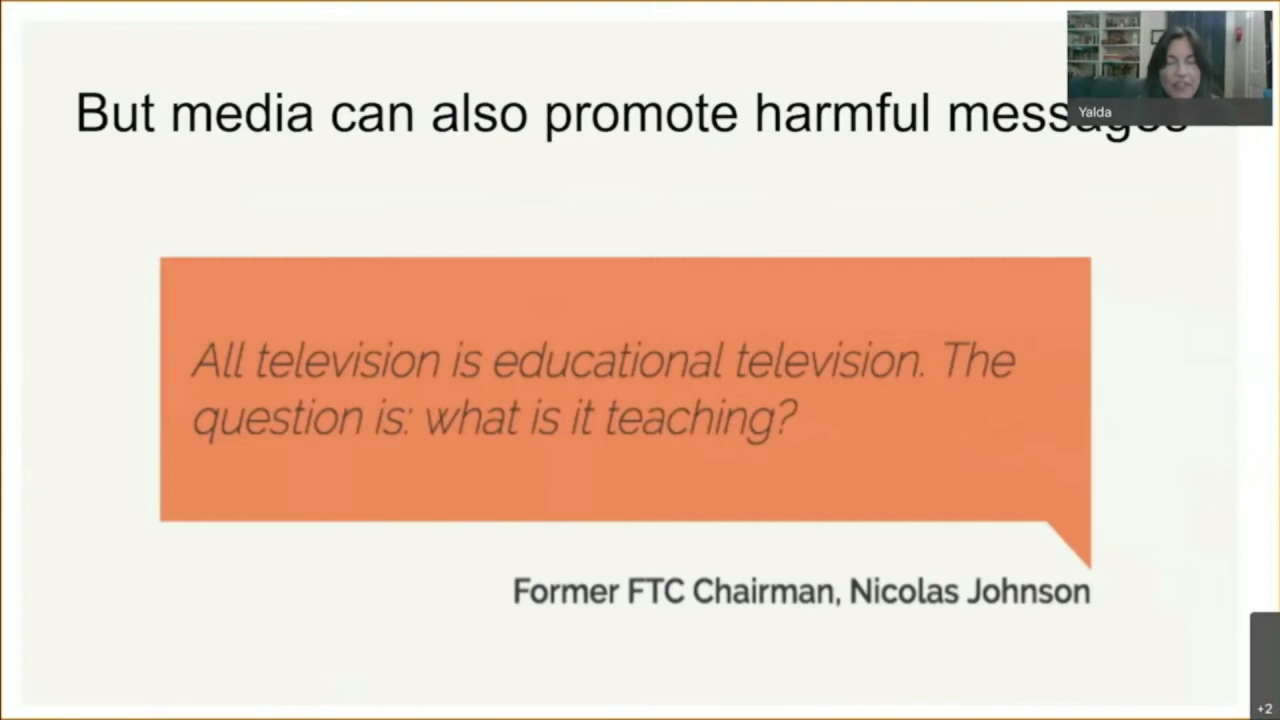 But media can also promote harmful messages
Yalda
All television is educational television. The
question is: what is it teaching?
Former FTC Chairman, Nicolas Johnson
+2